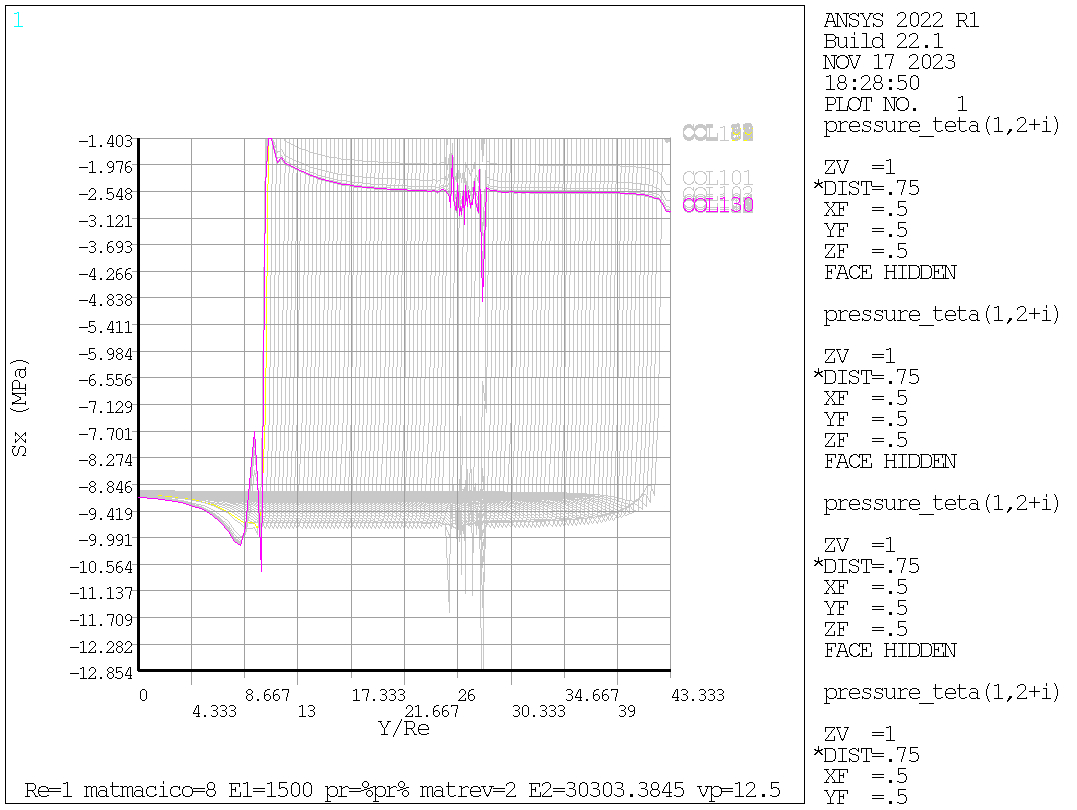 1
ANSYS 2022 R1
Build 22.1
NOV 17 2023
18:28:50
PLOT NO. 1
pressure_teta(1,2+i)
ZV =1
*DIST=.75
XF =.5
YF =.5
ZF =.5
FACE HIDDEN
pressure_teta(1,2+i)
ZV =1
*DIST=.75
XF =.5
YF =.5
ZF =.5
FACE HIDDEN
pressure_teta(1,2+i)
ZV =1
*DIST=.75
XF =.5
YF =.5
ZF =.5
FACE HIDDEN
pressure_teta(1,2+i)
ZV =1
*DIST=.75
XF =.5
YF =.5
COL101
COL130
Sx (MPa)
-1.403
-1.976
-2.548
-3.121
-3.693
-4.266
-4.838
-5.411
-5.984
-6.556
-7.129
-7.701
-8.274
-8.846
-9.419
-9.991
-10.564
-11.137
-11.709
-12.282
-12.854
0 8.667 17.333 26 34.667 43.333
4.333 13 21.667 30.333 39
Y/Re
Re=1 matmacico=8 E1=1500 pr=%pr% matrev=2 E2=30303.3845 vp=12.5